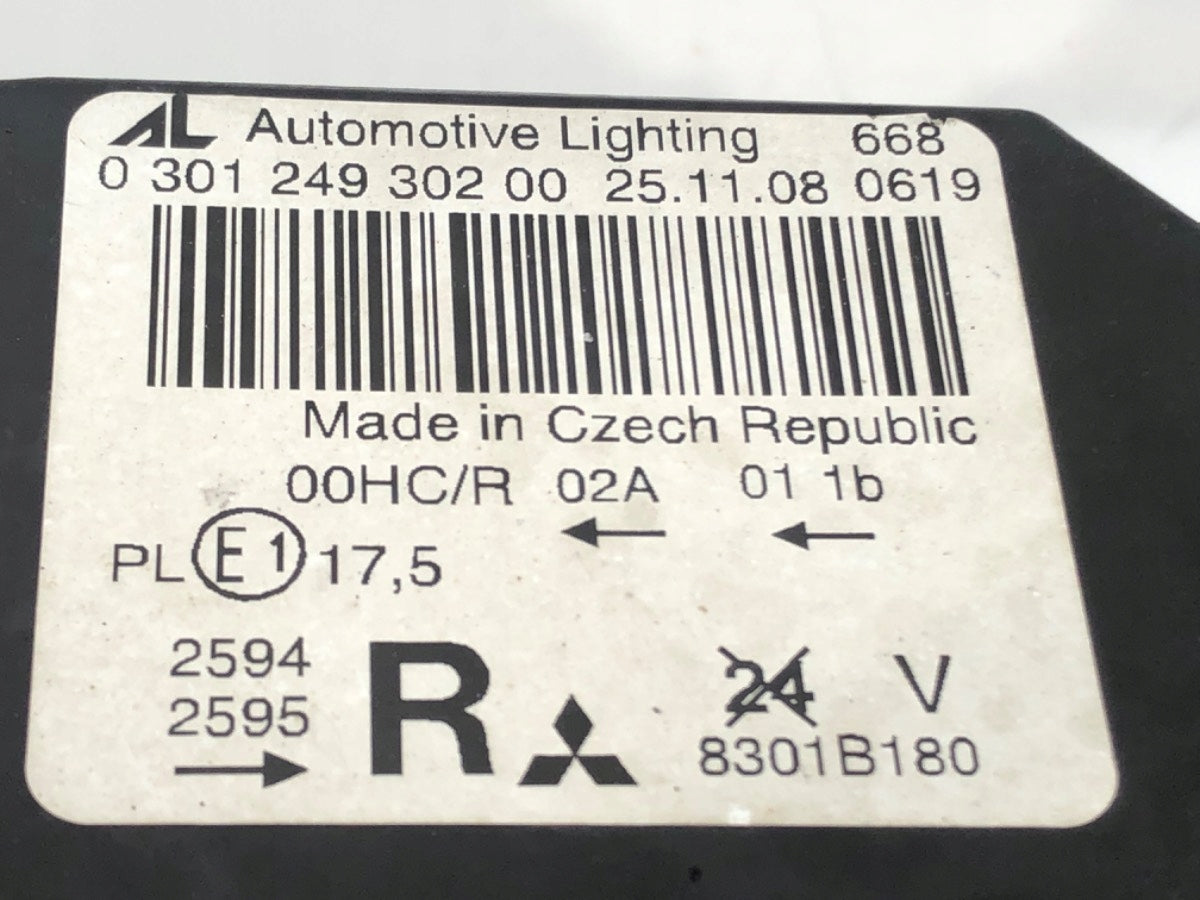 AL Automotive Lighting 668
0 301 249 302 00 25.11.08 0619
Made in Czech Republic
00HC/R 02A 01 1b
PL E1 17,5
2594
2595
R 24 V
8301B180